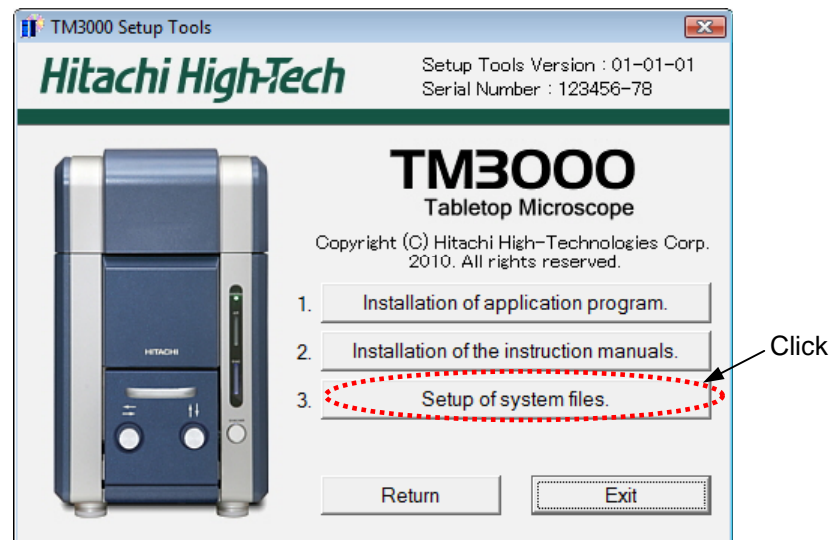 TM3000 Setup Tools
Hitachi High-Tech
Setup Tools Version : 01-01-01
Serial Number : 123456-78
TM3000
Tabletop Microscope
Copyright (C) Hitachi High-Technologies Corp.
2010. All rights reserved.
1. Installation of application program.
2. Installation of the instruction manuals.
3. Setup of system files.
Click
Return
Exit
HITACHI